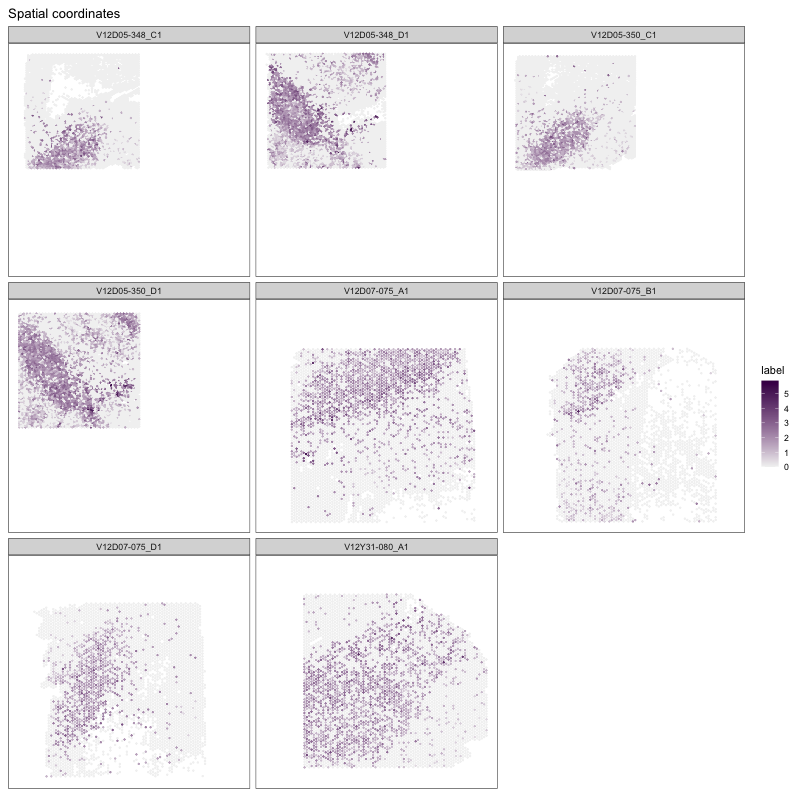 Spatial coordinates
V12D05-348_C1
V12D05-348_D1
V12D05-350_C1
V12D05-350_D1
V12D07-075_A1
V12D07-075_B1
label
5
4
3
2
1
0
V12D07-075_D1
V12Y31-080_A1